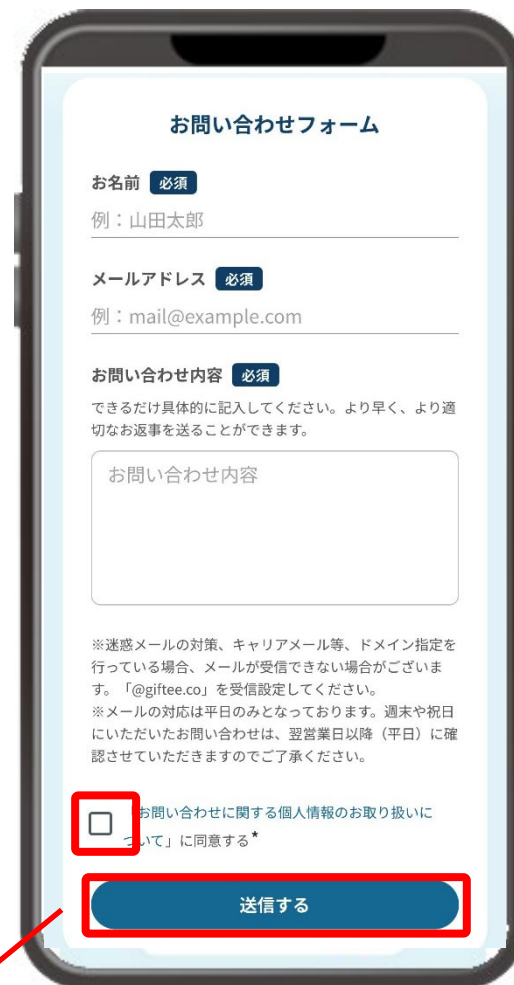 お問い合わせフォーム
お名前 必須
例：山田太郎
メールアドレス 必須
例：mail@example.com
お問い合わせ内容 必須
できるだけ具体的に記入してください。より早く、より適
切なお返事を送ることができます。
お問い合わせ内容
※迷惑メールの対策、キャリアメール等、ドメイン指定を
行っている場合、メールが受信できない場合がございま
す。「@giftee.co」を受信設定してください。
※メールの対応は平日のみとなっております。週末や祝日
にいただいたお問い合わせは、翌営業日以降（平日）に確
認させていただきますのでご了承ください。
「お問い合わせに関する個人情報のお取り扱いに
ついて」に同意する*
送信する